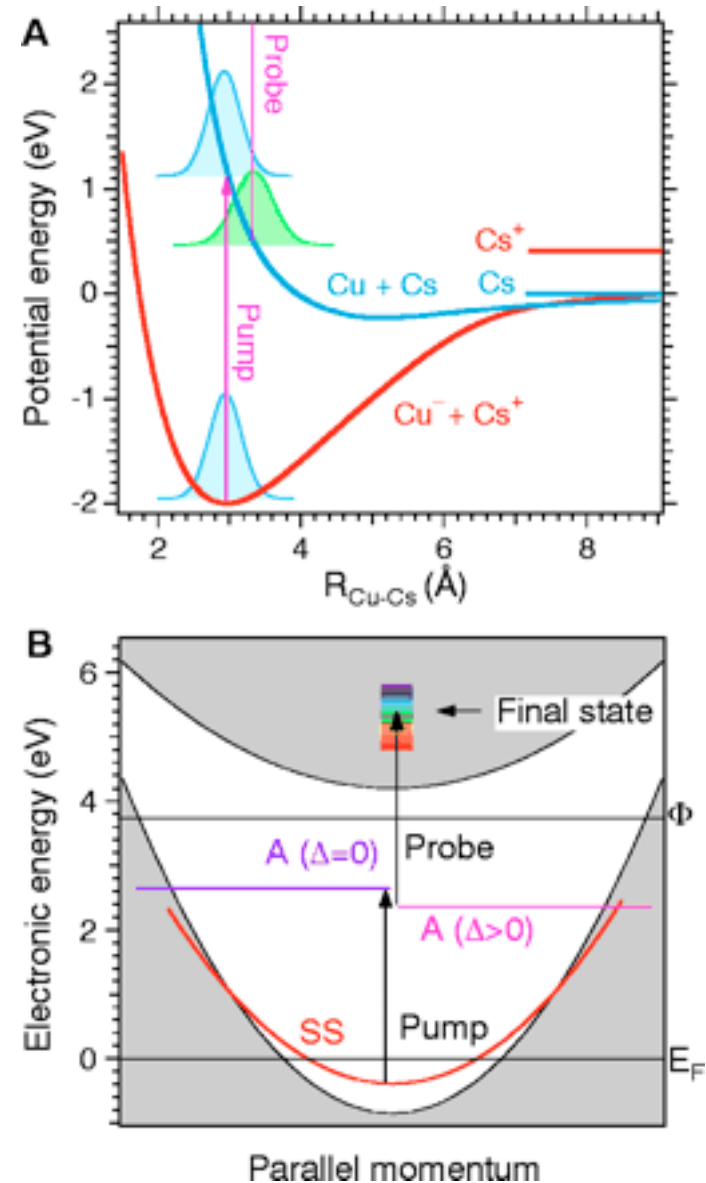 A
Potential energy (eV)
2
1
0
-1
-2
Probe
Pump
Cs⁺
Cu + Cs
Cs
Cu⁻ + Cs⁺
2
4
6
8
R_Cu-Cs (Å)
B
Electronic energy (eV)
6
4
2
0
Final state
Φ
A (Δ=0)
Probe
A (Δ>0)
SS
Pump
E_F
Parallel momentum